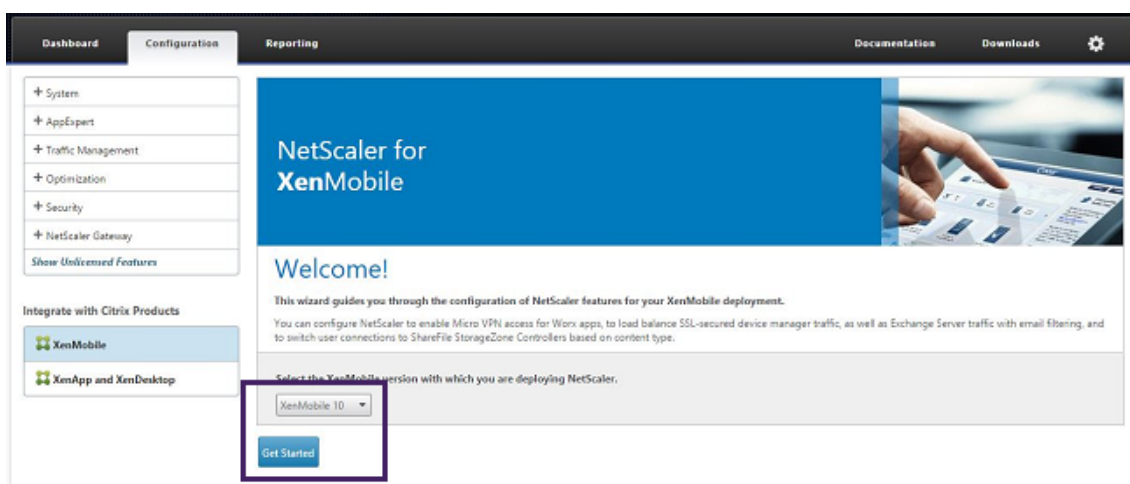 Dashboard Configuration Reporting Documentation Downloads
+ System
+ AppExpert
+ Traffic Management
+ Optimization
+ Security
+ NetScaler Gateway
Show Unlicensed Features
Integrate with Citrix Products
XenMobile
XenApp and XenDesktop
NetScaler for
XenMobile
Welcome!
This wizard guides you through the configuration of NetScaler features for your XenMobile deployment.
You can configure NetScaler to enable Micro VPN access for Worx apps, to load balance SSL-secured device manager traffic, as well as Exchange Server traffic with email filtering, and
to switch user connections to ShareFile StorageZone Controllers based on content type.
Select the XenMobile version with which you are deploying NetScaler.
XenMobile 10
Get Started